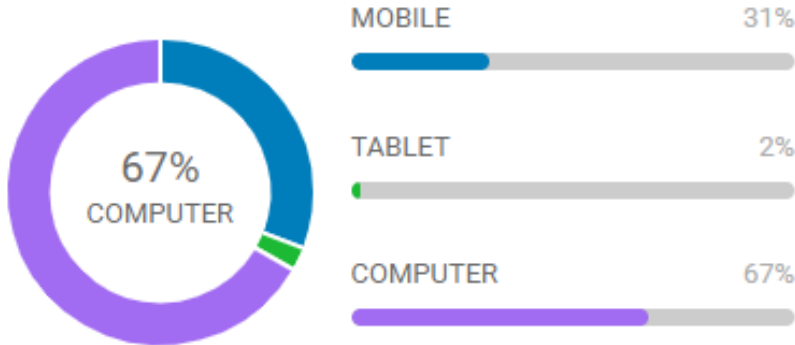 67%
COMPUTER
MOBILE 31%
TABLET 2%
COMPUTER 67%